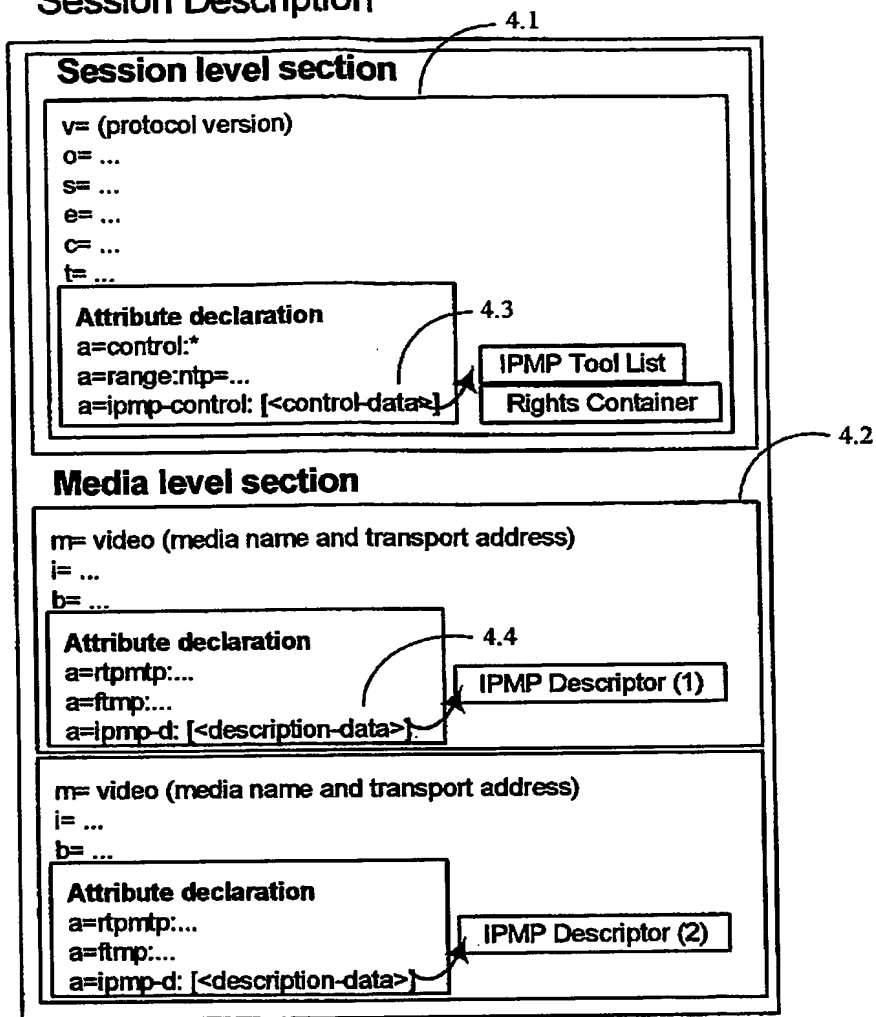 Session Description
4.1
Session level section
v= (protocol version)
o= ...
s= ...
e= ...
c= ...
t= ...
Attribute declaration
4.3
a=control:*
a=range:ntp=...
IPMP Tool List
a=ipmp-control: [<control-data>]
Rights Container
4.2
Media level section
m= video (media name and transport address)
i= ...
b= ...
Attribute declaration
4.4
a=rtpmtp:...
IPMP Descriptor (1)
a=ftmp:...
a=ipmp-d: [<description-data>]
m= video (media name and transport address)
i= ...
b= ...
Attribute declaration
a=rtpmtp:...
IPMP Descriptor (2)
a=ftmp:...
a=ipmp-d: [<description-data>]